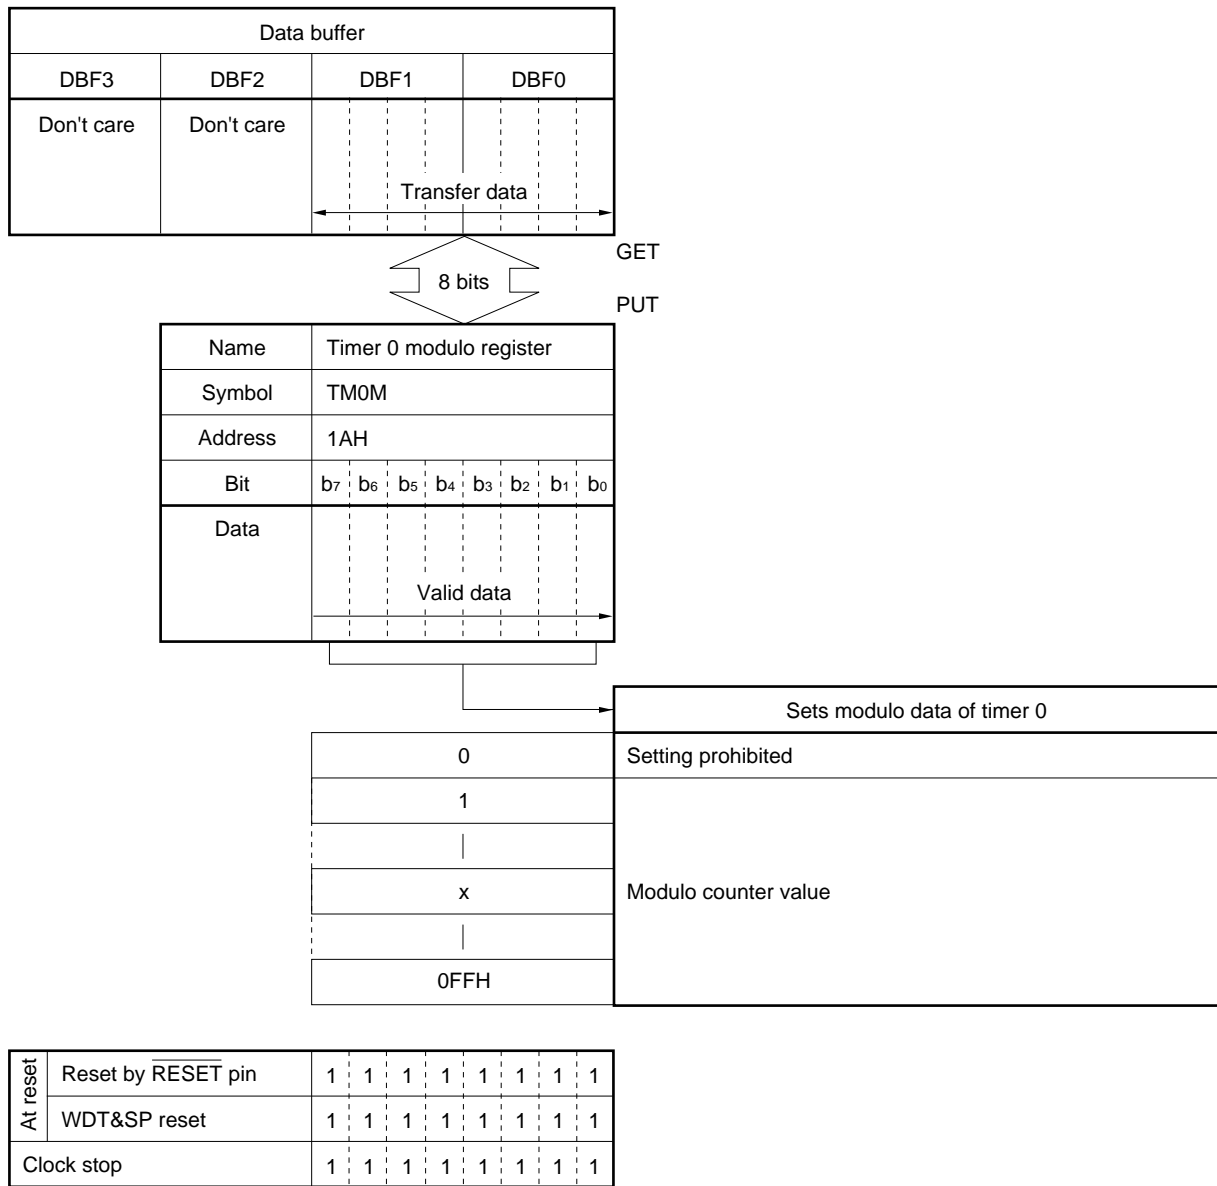 Data buffer
DBF3 DBF2 DBF1 DBF0
Don't care Don't care
Transfer data
GET
8 bits
PUT
Name Timer 0 modulo register
Symbol TM0M
Address 1AH
Bit b7 b6 b5 b4 b3 b2 b1 b0
Data
Valid data
Sets modulo data of timer 0
0 Setting prohibited
1
x Modulo counter value
0FFH
At reset
Reset by RESET pin 1 1 1 1 1 1 1 1
WDT&SP reset 1 1 1 1 1 1 1 1
Clock stop 1 1 1 1 1 1 1 1